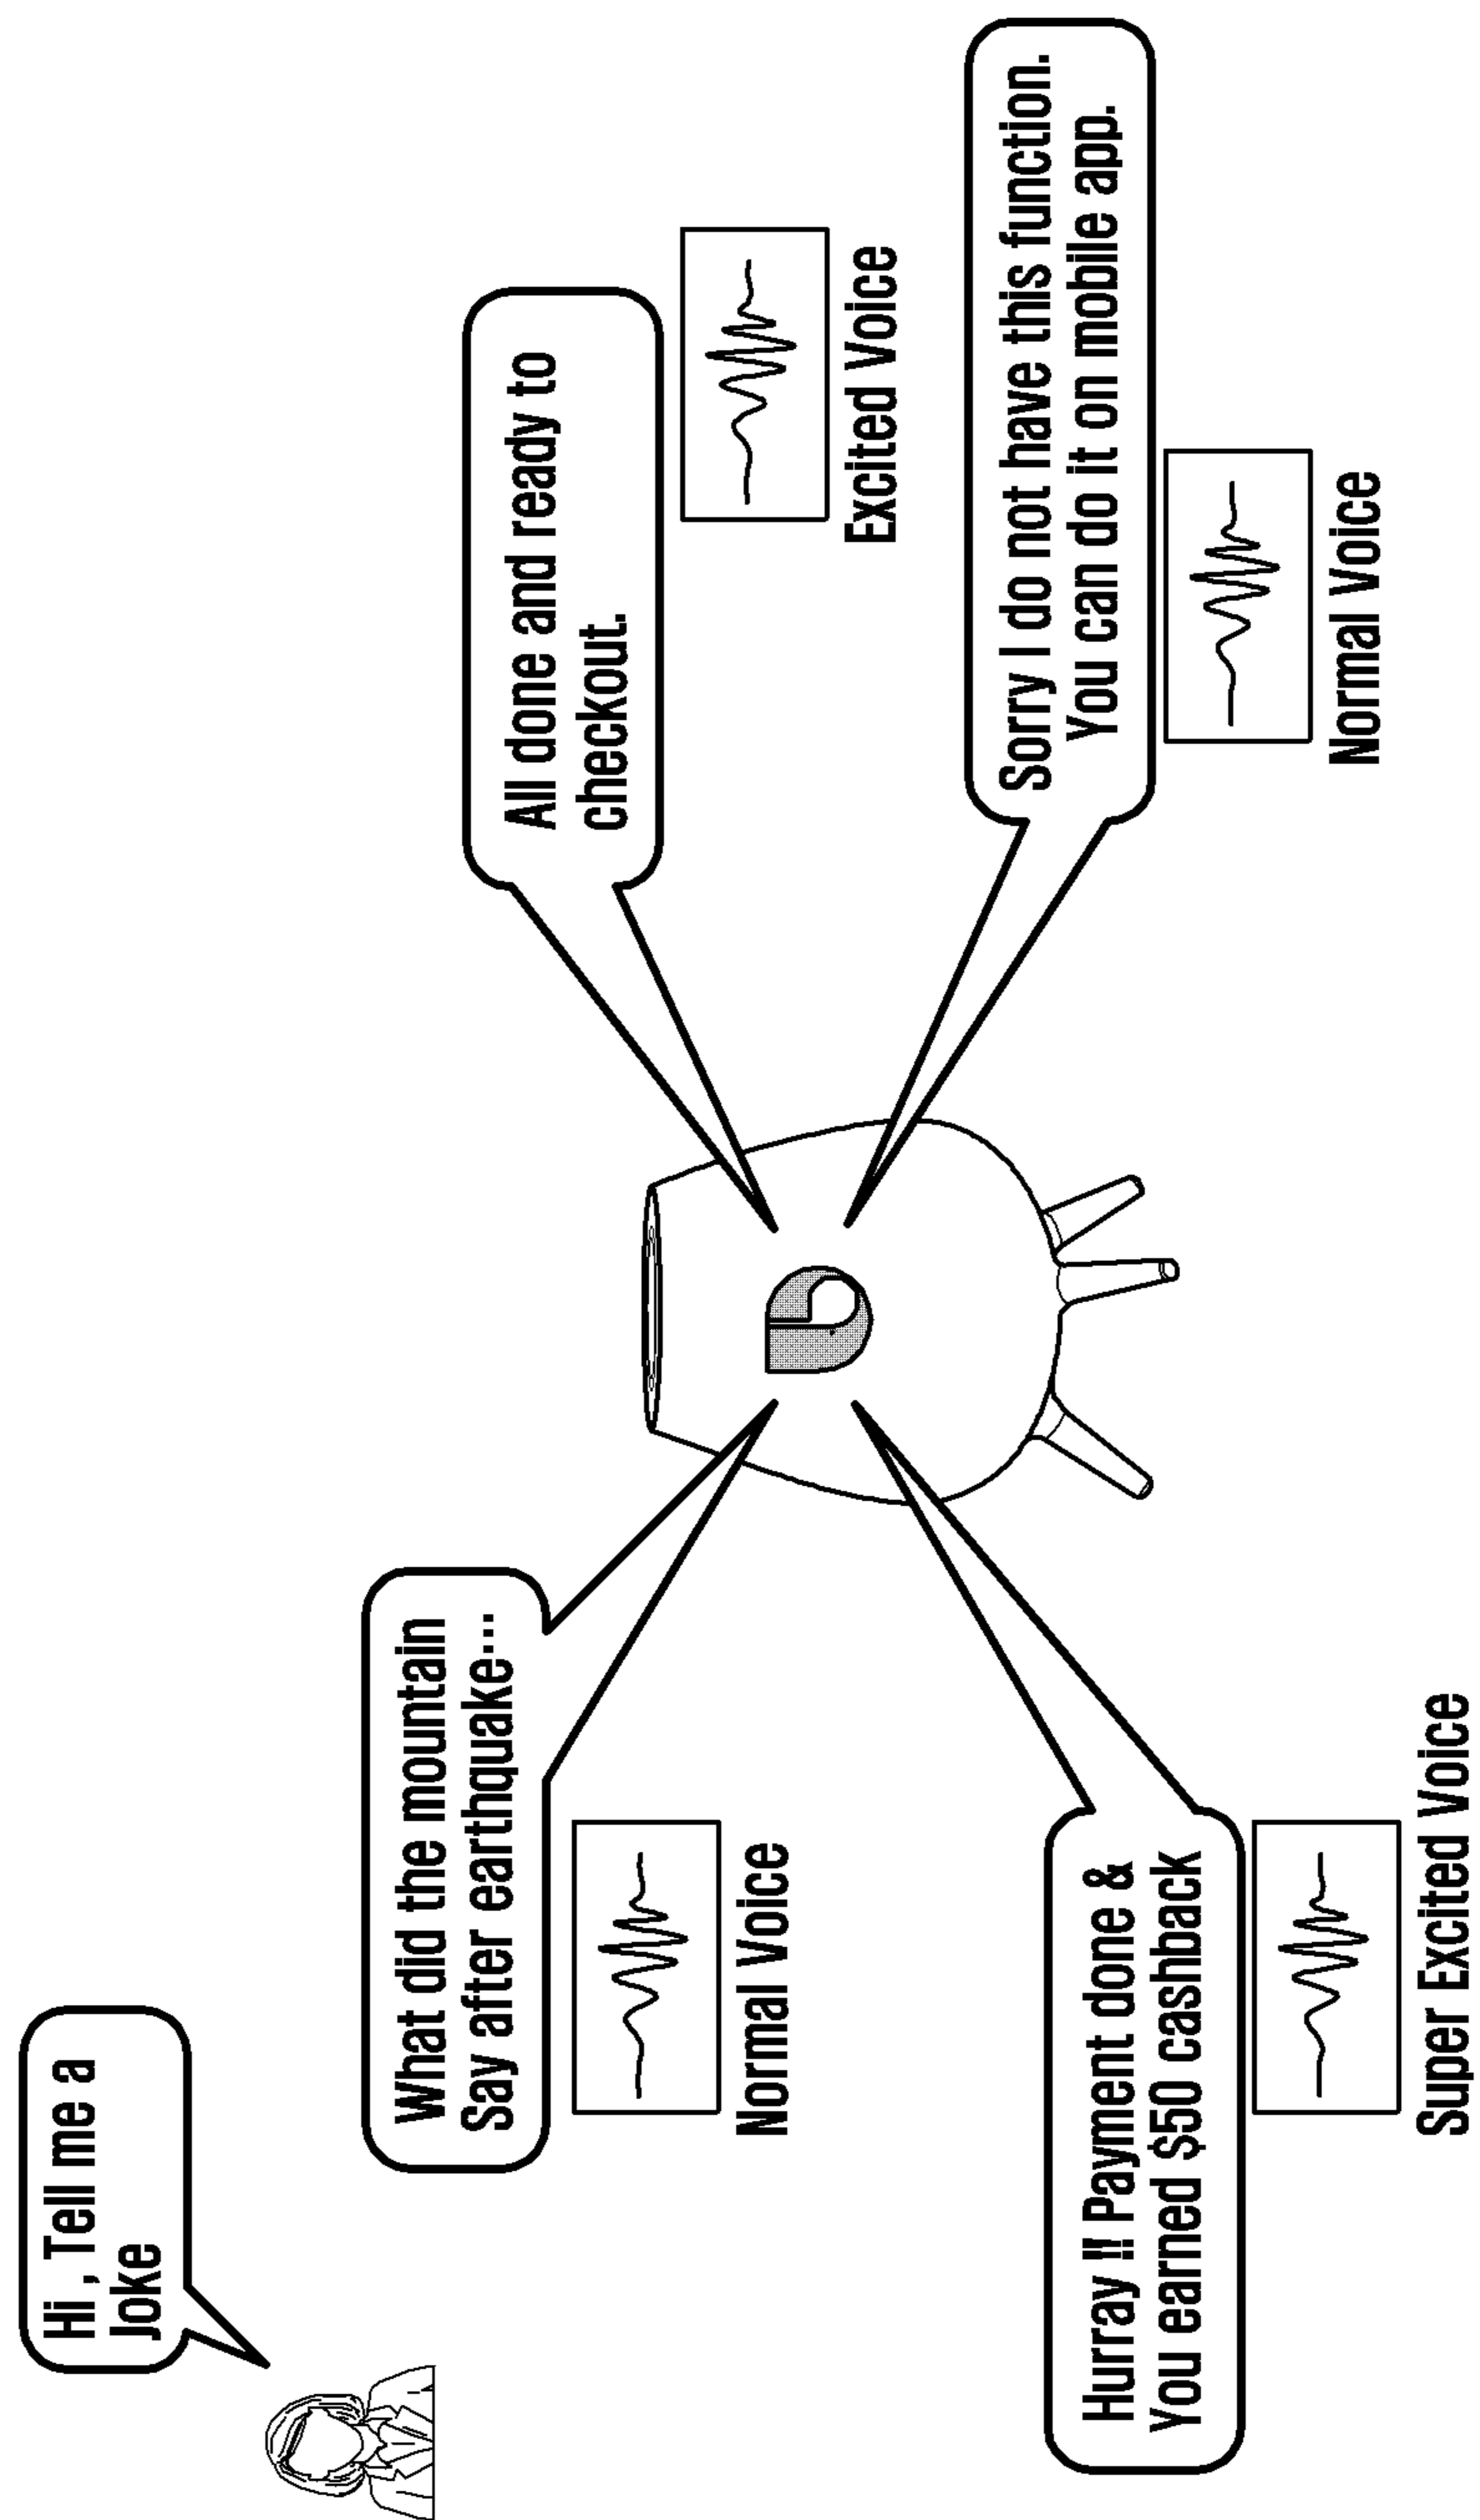 Hi , Tell me a
Joke
What did the mountain
Say after earthquake...
Normal Voice
All done and ready to
checkout.
Excited Voice
Hurray !! Payment done &
You earned $50 cashback
Super Excited Voice
Sorry I do not have this function.
You can do it on mobile app.
Normal Voice